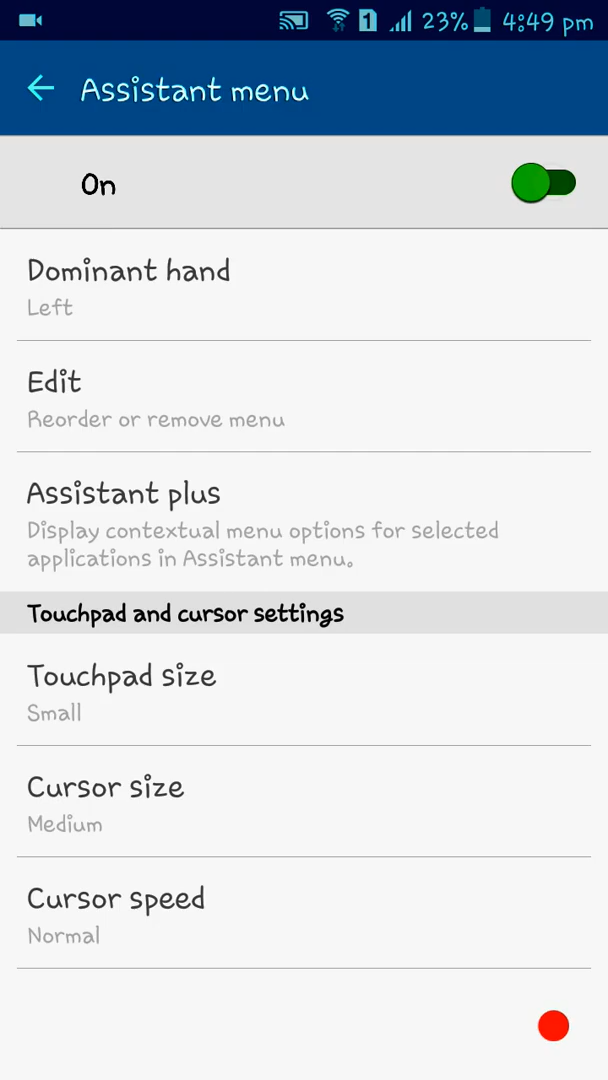 1 23% 4:49 pm
Assistant menu
On
Dominant hand
Left
Edit
Reorder or remove menu
Assistant plus
Display contextual menu options for selected
applications in Assistant menu.
Touchpad and cursor settings
Touchpad size
Small
Cursor size
Medium
Cursor speed
Normal